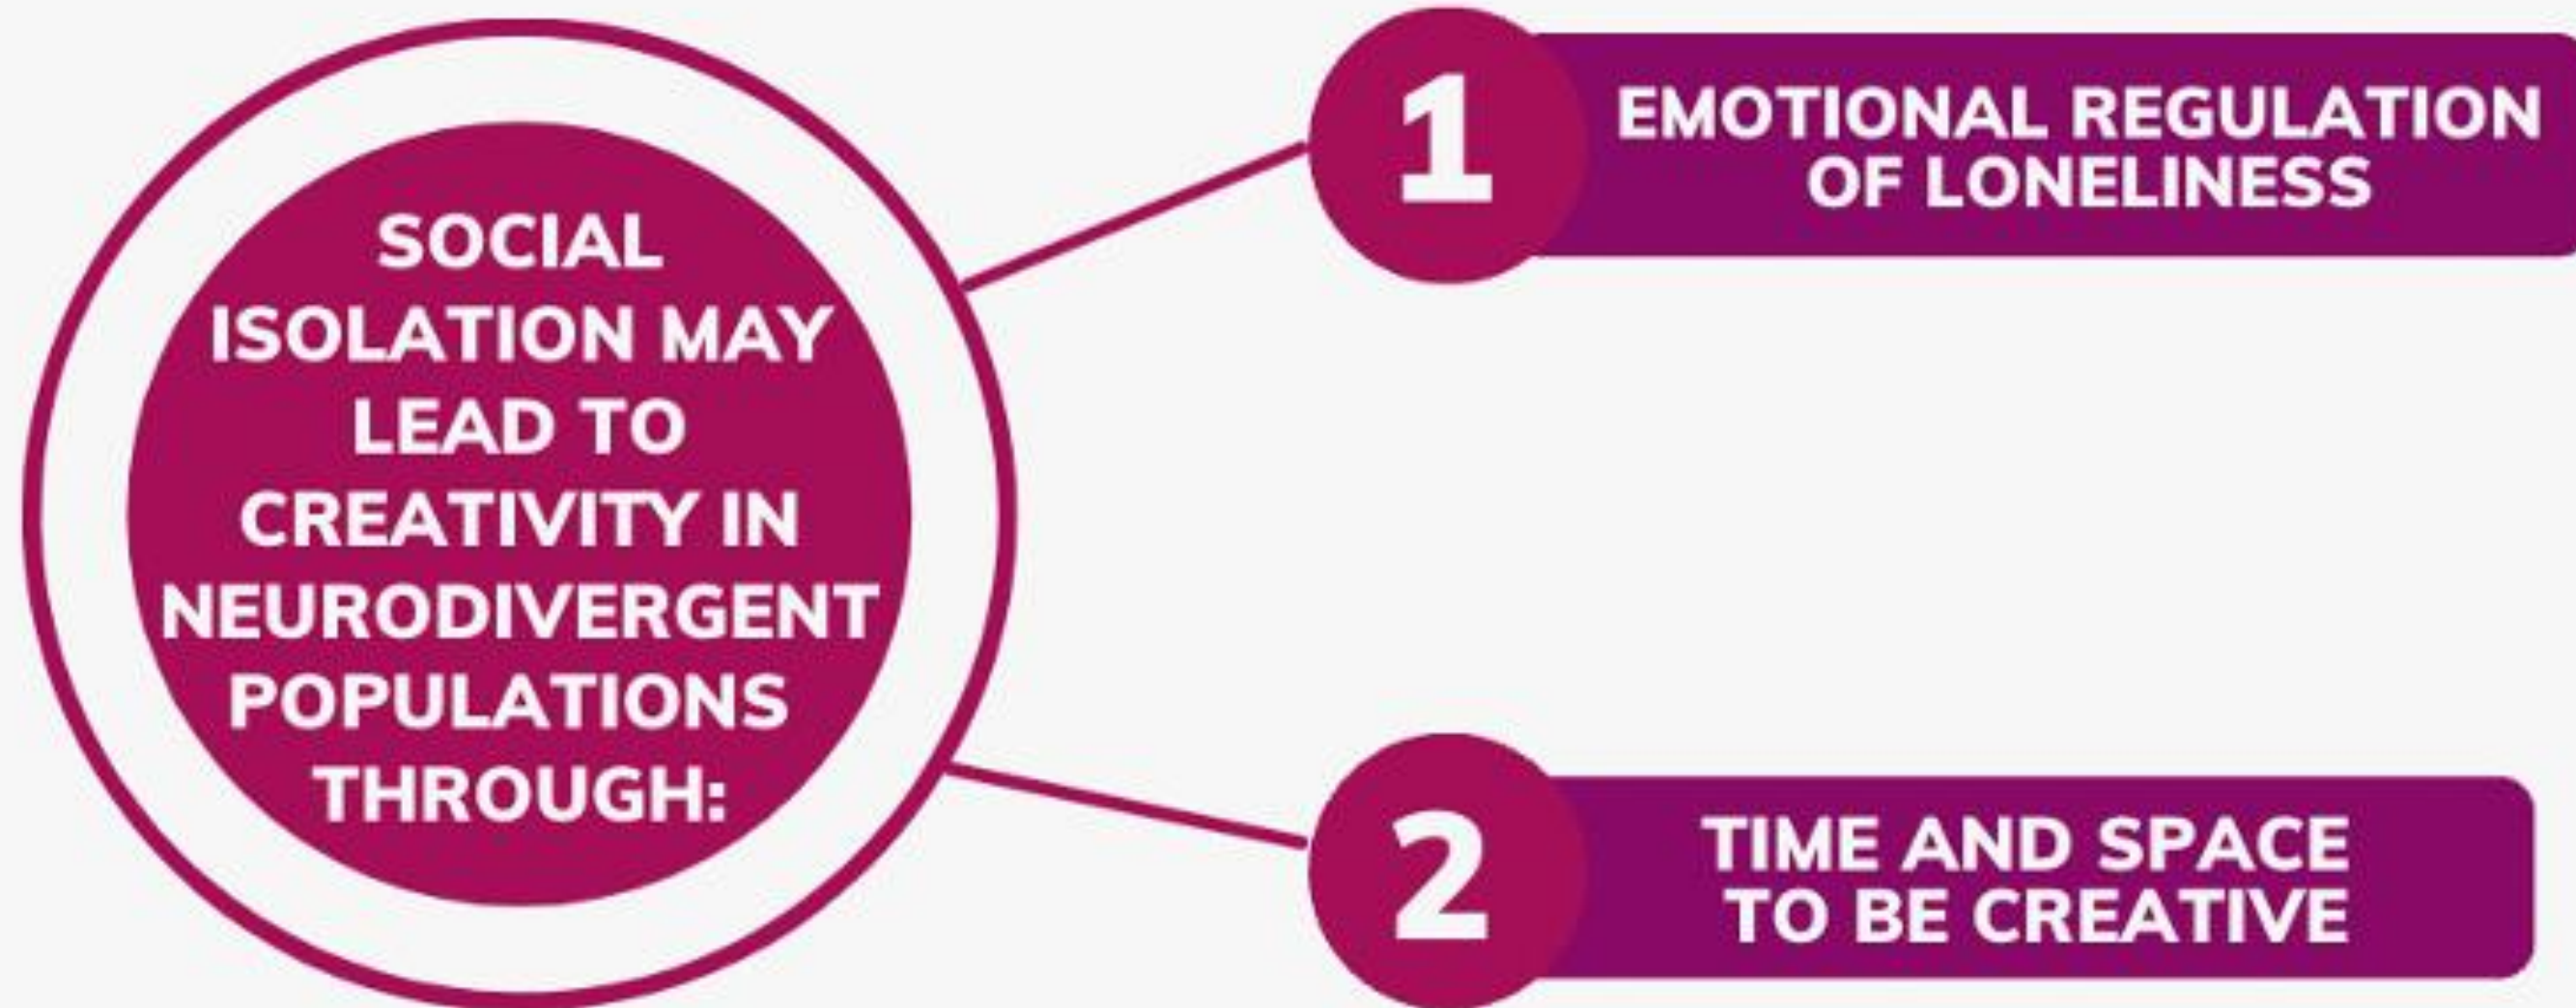 SOCIAL
ISOLATION MAY
LEAD TO
CREATIVITY IN
NEURODIVERGENT
POPULATIONS
THROUGH:
1
EMOTIONAL REGULATION
OF LONELINESS
2
TIME AND SPACE
TO BE CREATIVE